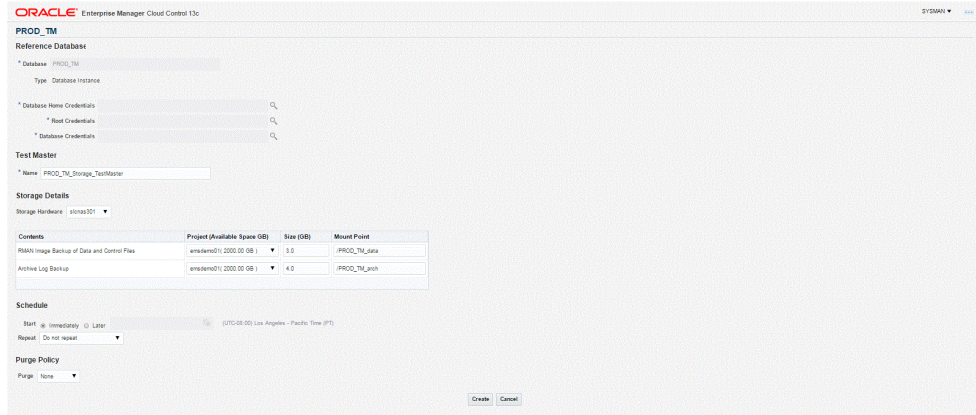 ORACLE® Enterprise Manager Cloud Control 13c
SYSMAN ▼ ...
PROD_TM
Reference Database
* Database PROD_TM
Type Database Instance
* Database Home Credentials
* Root Credentials
* Database Credentials
Test Master
* Name PROD_TM_Storage_TestMaster
Storage Details
Storage Hardware slcnas301 ▼
Contents Project (Available Space GB) Size (GB) Mount Point
RMAN Image Backup of Data and Control Files emsdemo01( 2000.00 GB ) ▼ 3.0 /PROD_TM_data
Archive Log Backup emsdemo01( 2000.00 GB ) ▼ 4.0 /PROD_TM_arch
Schedule
Start Immediately Later (UTC-08:00) Los Angeles - Pacific Time (PT)
Repeat Do not repeat ▼
Purge Policy
Purge None ▼
Create Cancel